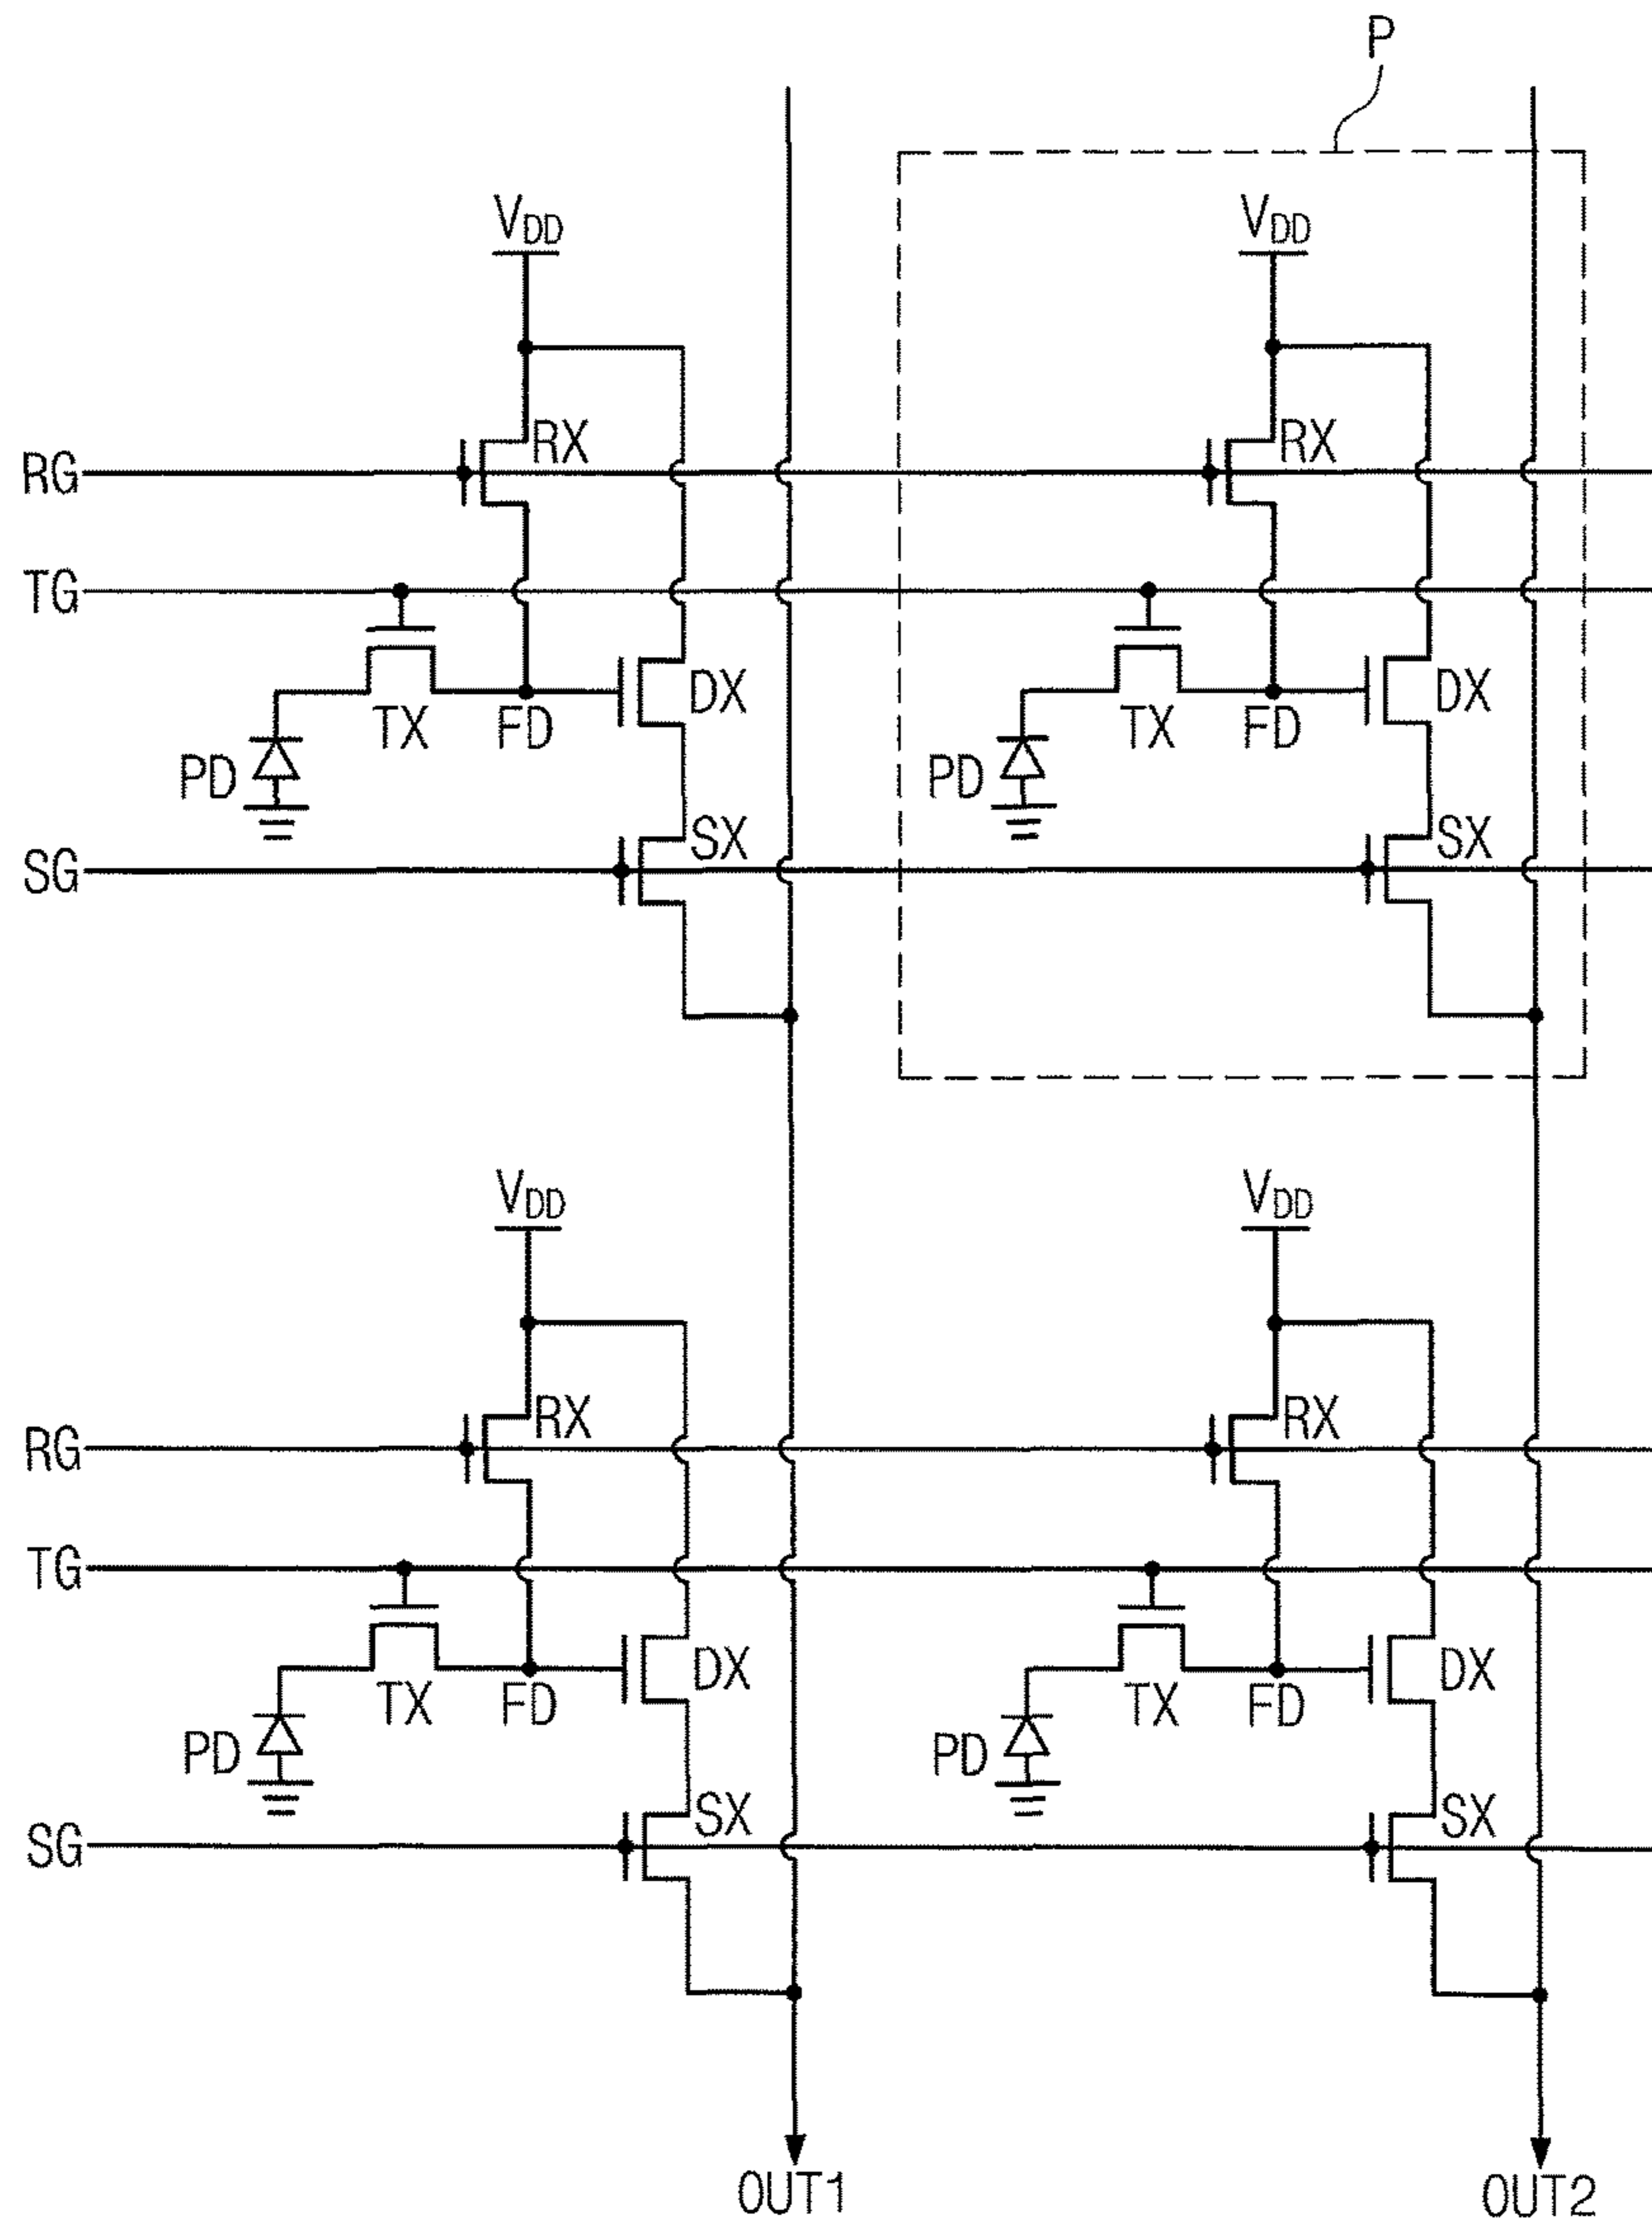 P
VDD VDD
RX RX
RG
TG
DX DX
TX FD TX FD
PD PD
SX SX
SG
VDD VDD
RX RX
RG
TG
DX DX
TX FD TX FD
PD PD
SX SX
SG
OUT1 OUT2